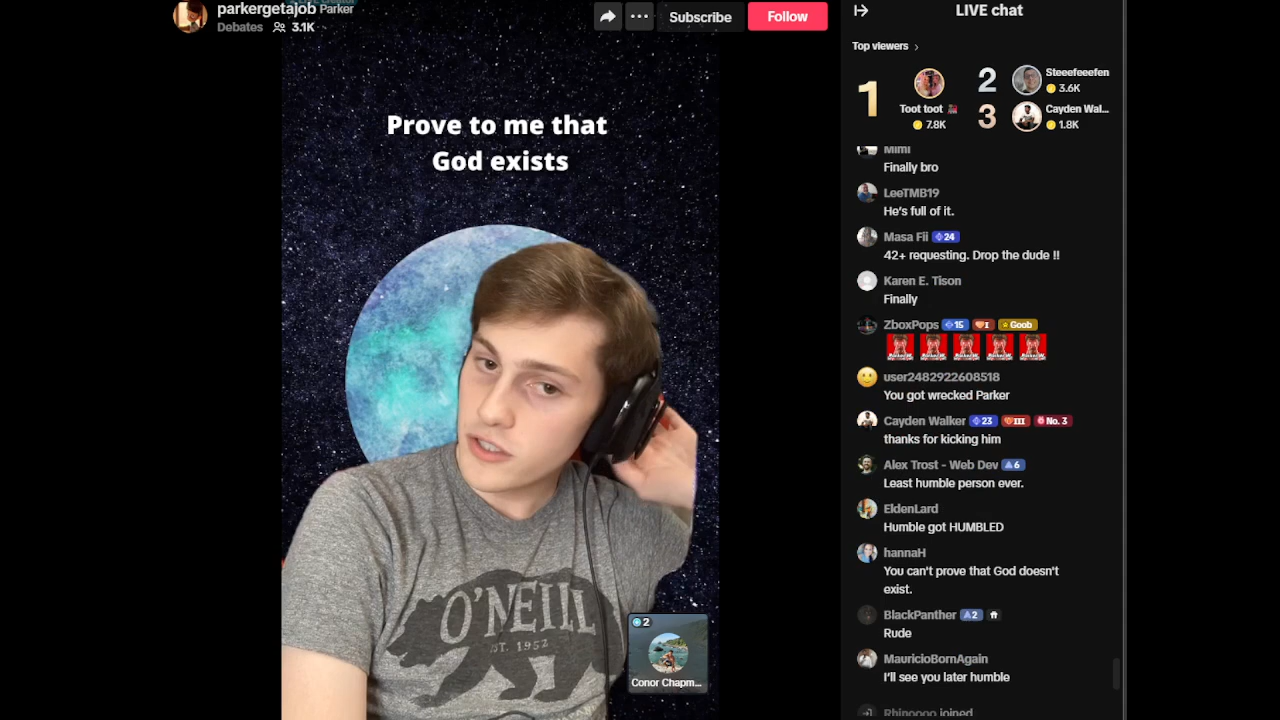 parkergetajob Parker
Debates 3.1K
Subscribe
Follow
Prove to me that
God exists
O'NEILL
EST. 1952
2
Conor Chapm...
LIVE chat
Top viewers >
1
Toot toot
7.8K
2
Steeefeeefen
3.6K
3
Cayden Wal...
1.8K
Mimi
Finally bro
LeeTMB19
He's full of it.
Masa Fii 24
42+ requesting. Drop the dude !!
Karen E. Tison
Finally
ZboxPops 15 I Goob
user2482922608518
You got wrecked Parker
Cayden Walker 23 III No. 3
thanks for kicking him
Alex Trost - Web Dev 6
Least humble person ever.
EldenLard
Humble got HUMBLED
hannaH
You can't prove that God doesn't
exist.
BlackPanther 2
Rude
MauricioBornAgain
I'll see you later humble
Rhinoooo joined